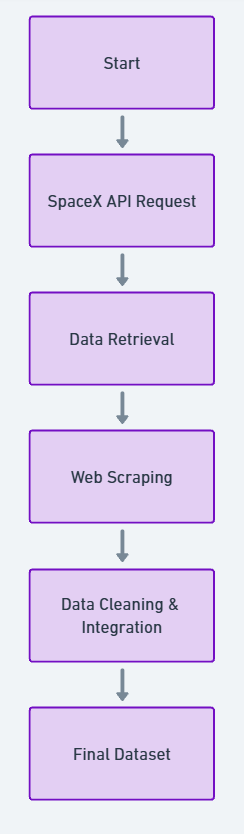 Start
SpaceX API Request
Data Retrieval
Web Scraping
Data Cleaning &
Integration
Final Dataset